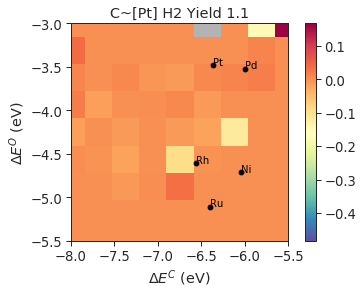 C~[Pt] H2 Yield 1.1
−3.0
−3.5
−4.0
−4.5
−5.0
−5.5
ΔE^O (eV)
Pt
Pd
Rh
Ni
Ru
−8.0 −7.5 −7.0 −6.5 −6.0 −5.5
ΔE^C (eV)
0.1
0.0
−0.1
−0.2
−0.3
−0.4